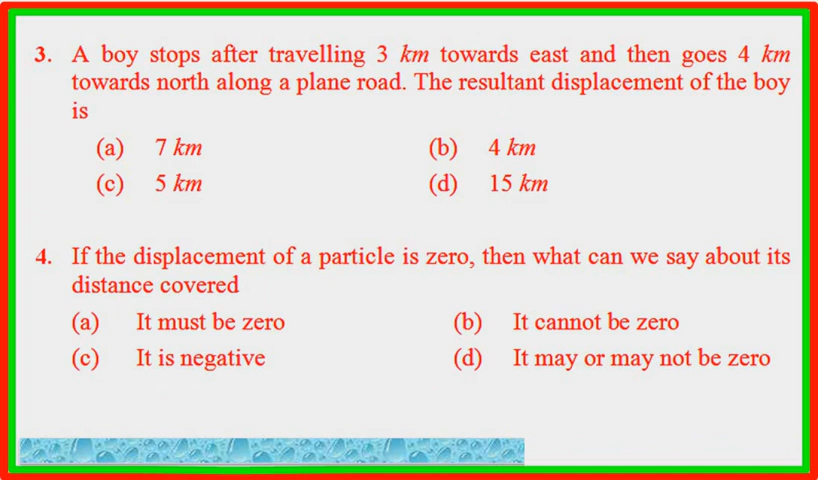 3. A boy stops after travelling 3 km towards east and then goes 4 km
towards north along a plane road. The resultant displacement of the boy
is
(a) 7 km (b) 4 km
(c) 5 km (d) 15 km
4. If the displacement of a particle is zero, then what can we say about its
distance covered
(a) It must be zero (b) It cannot be zero
(c) It is negative (d) It may or may not be zero